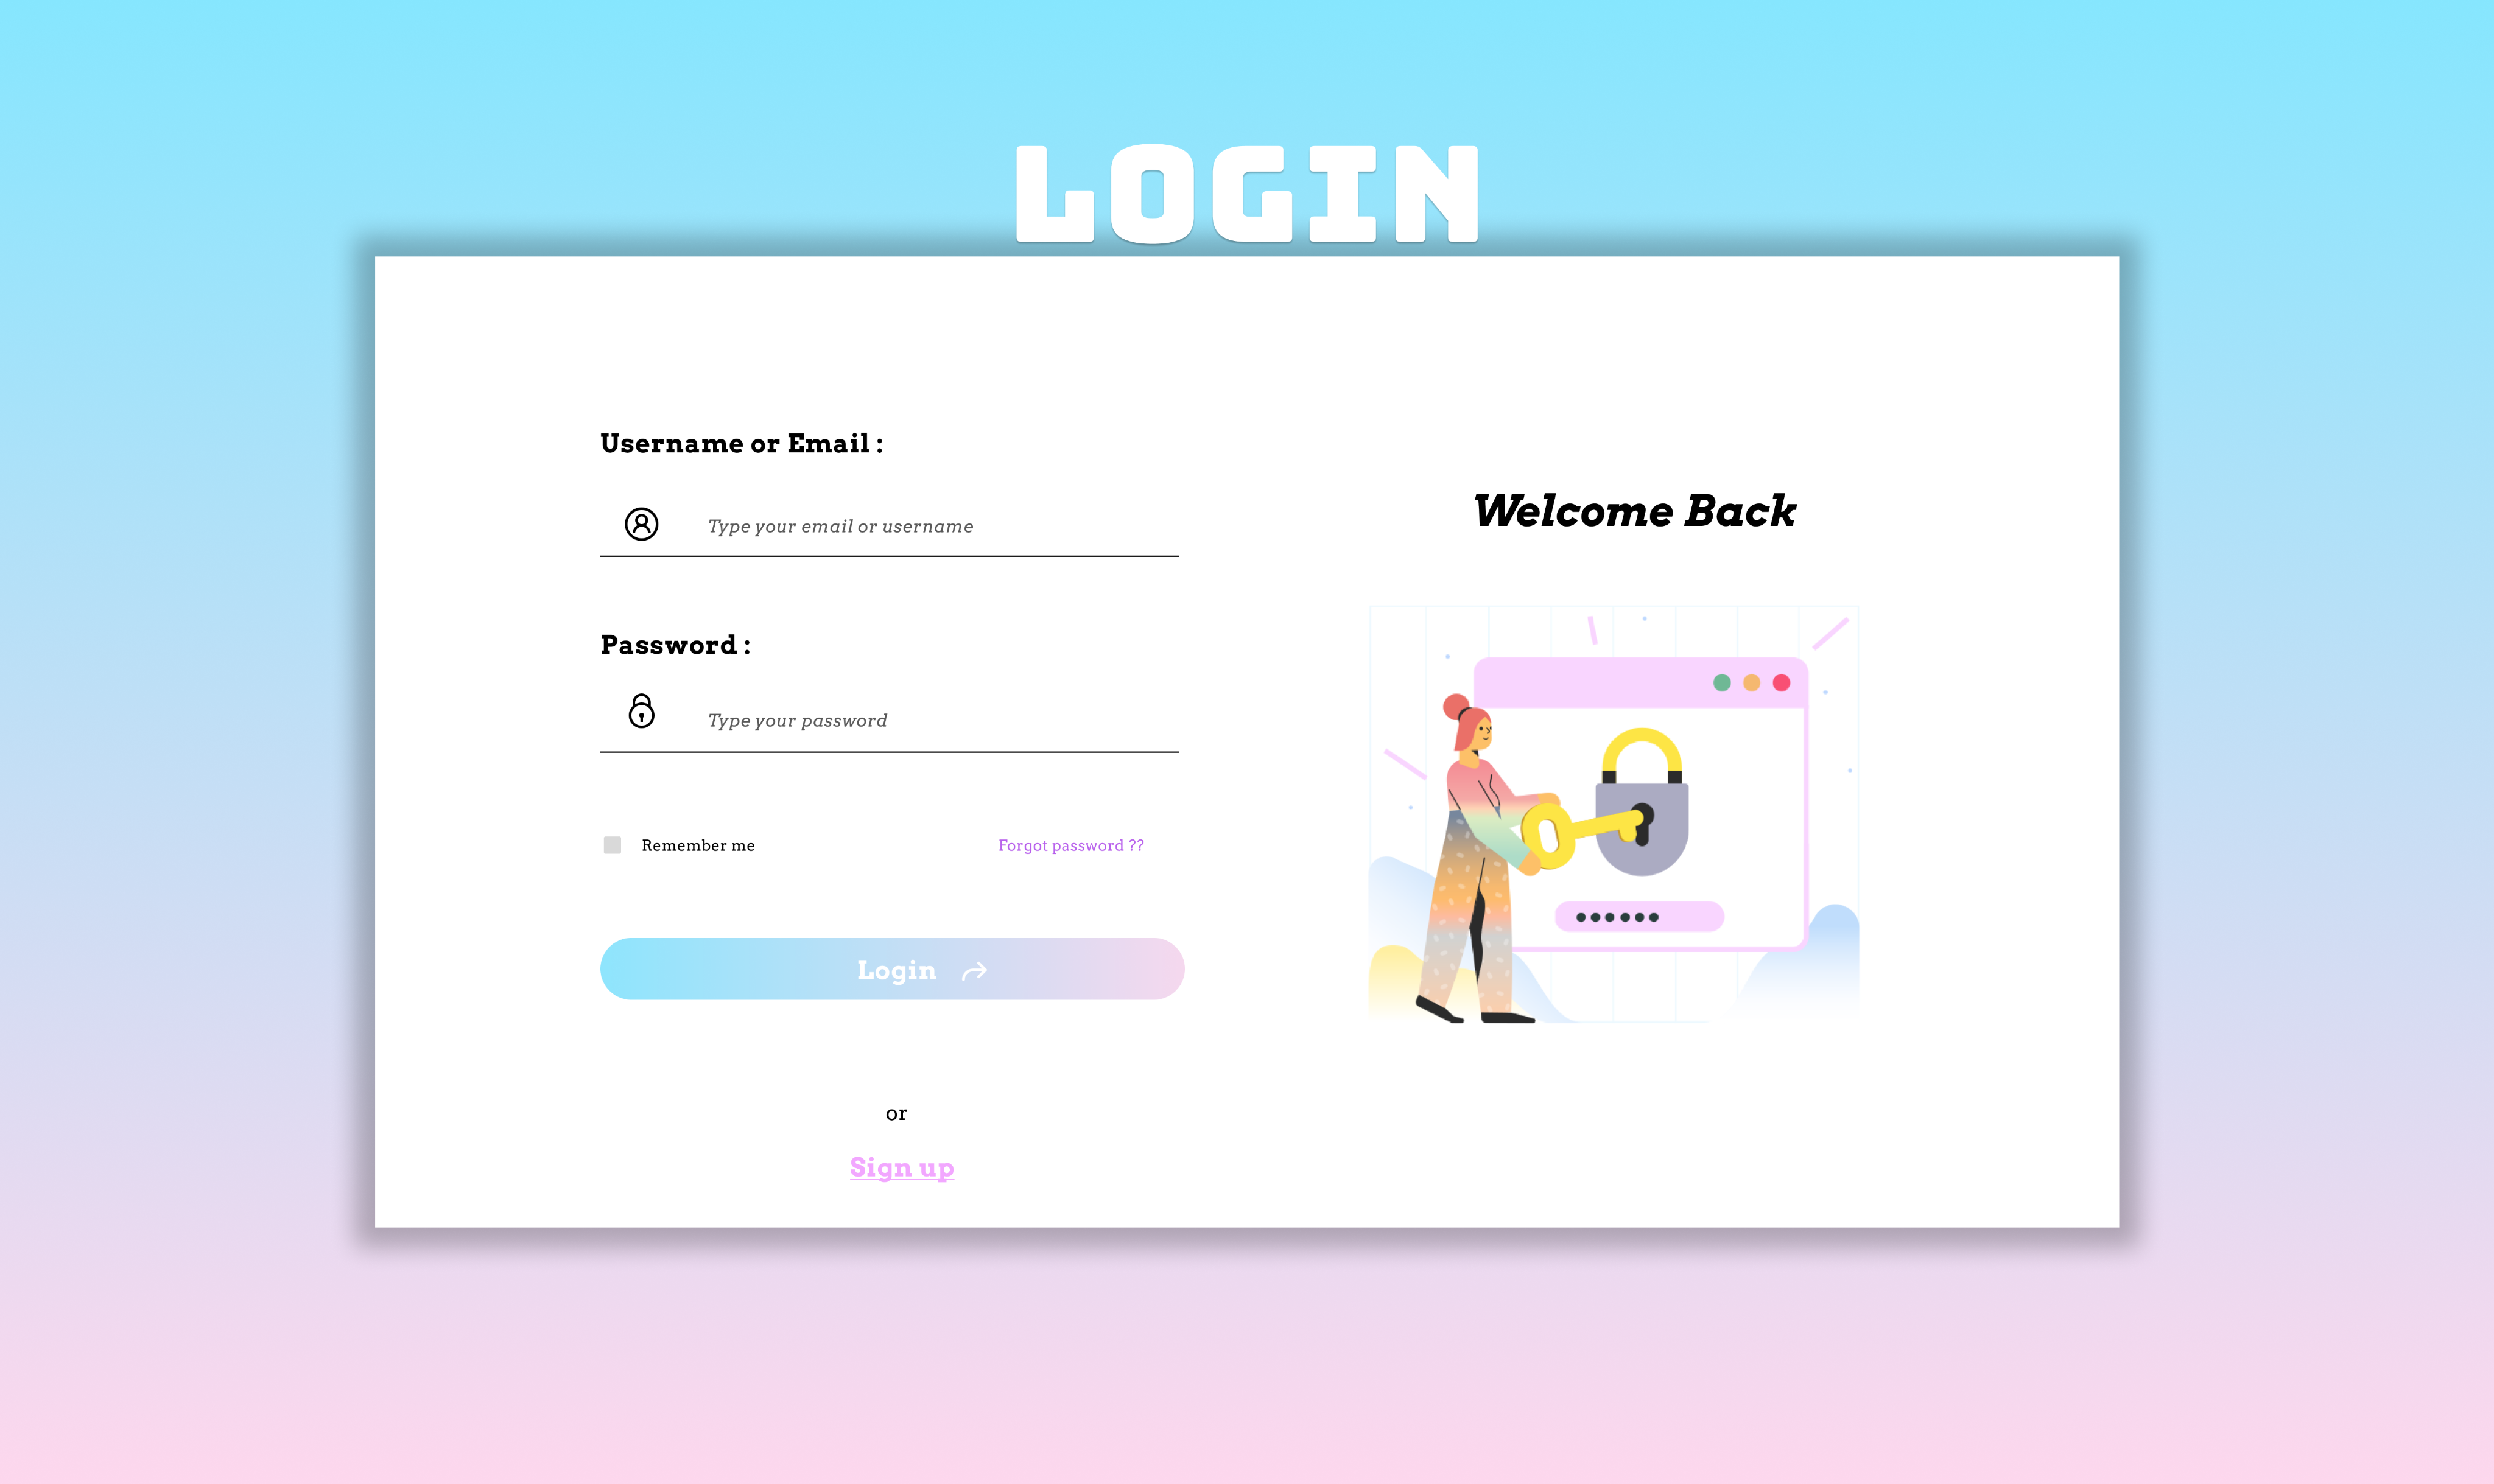 LOGIN
Username or Email :
Type your email or username
Password :
Type your password
Remember me
Forgot password ??
Login
or
Sign up
Welcome Back